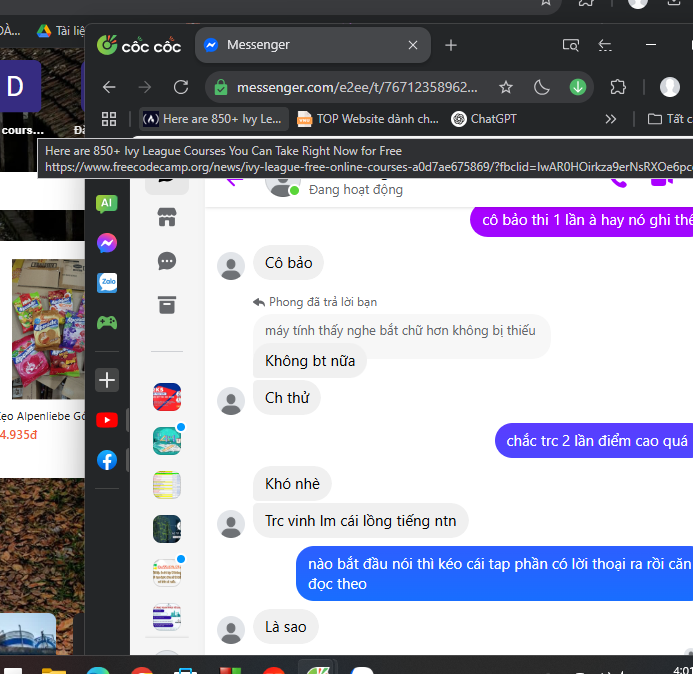 ĐÀ...
Tài liệ
cốc cốc
Messenger
messenger.com/e2ee/t/76712358962...
Here are 850+ Ivy Le...
TOP Website dành ch...
ChatGPT
Tất c
D
cours...
Đa
Here are 850+ Ivy League Courses You Can Take Right Now for Free
https://www.freecodecamp.org/news/ivy-league-free-online-courses-a0d7ae675869/?fbclid=IwAR0HOirkza9erNsRXOe6pc
Đang hoạt động
AI
Zalo
cô bảo thi 1 lần à hay nó ghi thế
Cô bảo
Phong đã trả lời bạn
máy tính thấy nghe bắt chữ hơn không bị thiếu
Không bt nữa
Ch thử
chắc trc 2 lần điểm cao quá
Khó nhè
Trc vinh lm cái lồng tiếng ntn
nào bắt đầu nói thì kéo cái tap phần có lời thoại ra rồi căn
đọc theo
Là sao
Kẹo Alpenliebe Gó
4.935đ
4:01